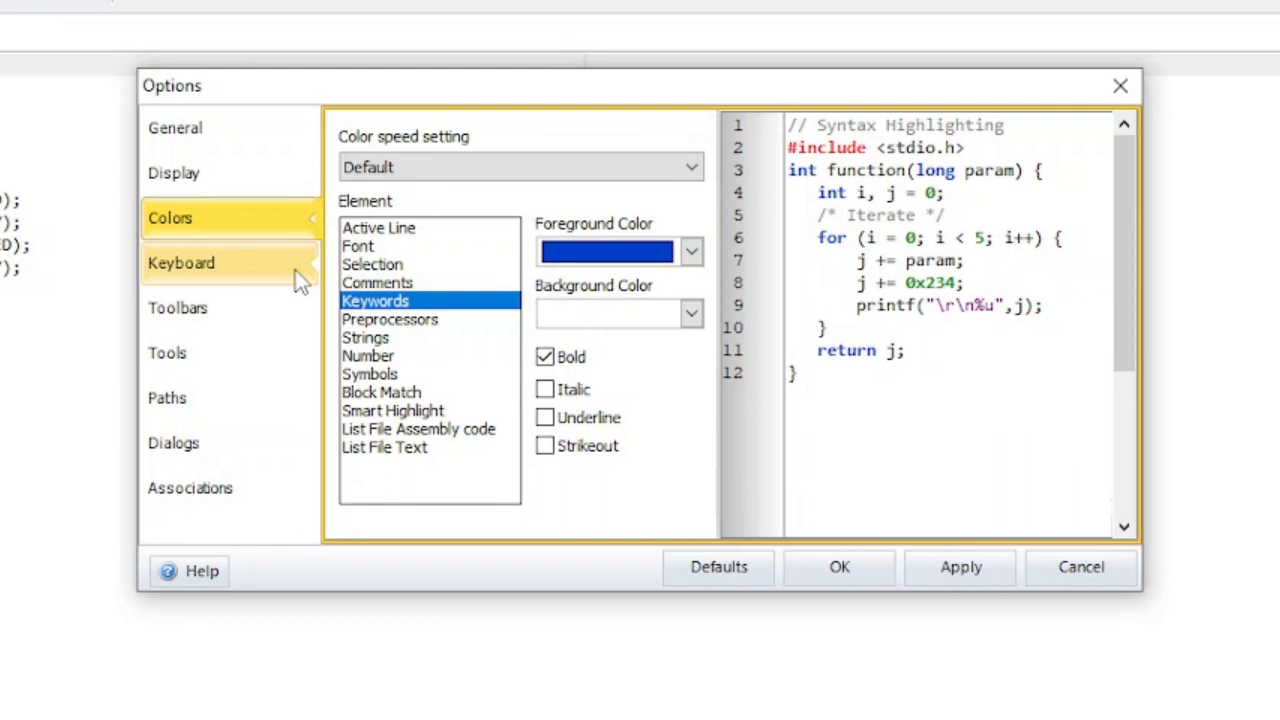 Options
General
Display
Colors
Keyboard
Toolbars
Tools
Paths
Dialogs
Associations
Color speed setting
Default
Element
Active Line
Font
Selection
Comments
Keywords
Preprocessors
Strings
Number
Symbols
Block Match
Smart Highlight
List File Assembly code
List File Text
Foreground Color
Background Color
Bold
Italic
Underline
Strikeout
1 // Syntax Highlighting
2 #include <stdio.h>
3 int function(long param) {
4 int i, j = 0;
5 /* Iterate */
6 for (i = 0; i < 5; i++) {
7 j += param;
8 j += 0x234;
9 printf("\r\n%u",j);
10 }
11 return j;
12 }
Help
Defaults
OK
Apply
Cancel
);
);
ED);
);